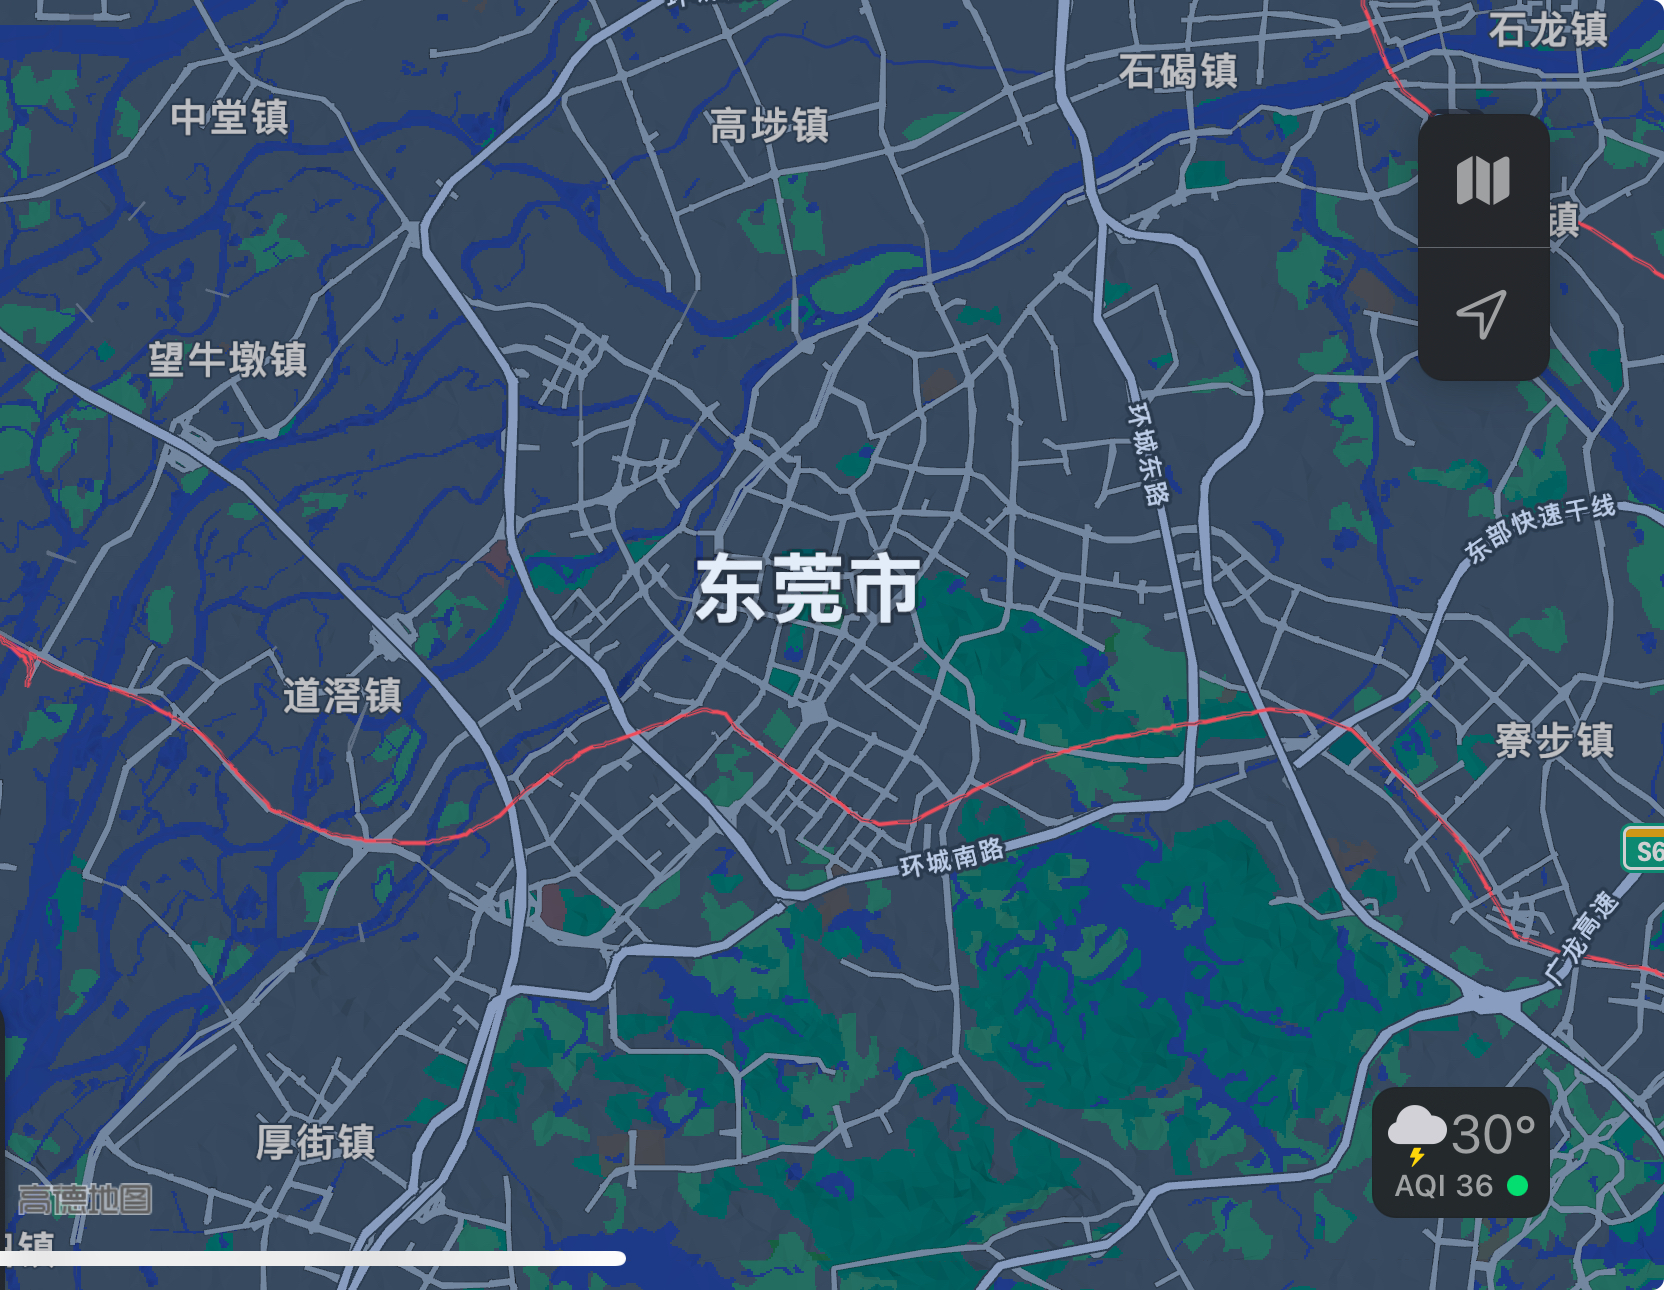 石龙镇
石碣镇
中堂镇
高埗镇
镇
望牛墩镇
环城东路
东部快速干线
东莞市
道滘镇
寮步镇
环城南路
S6
广龙高速
厚街镇
30°
AQI 36
高德地图
镇